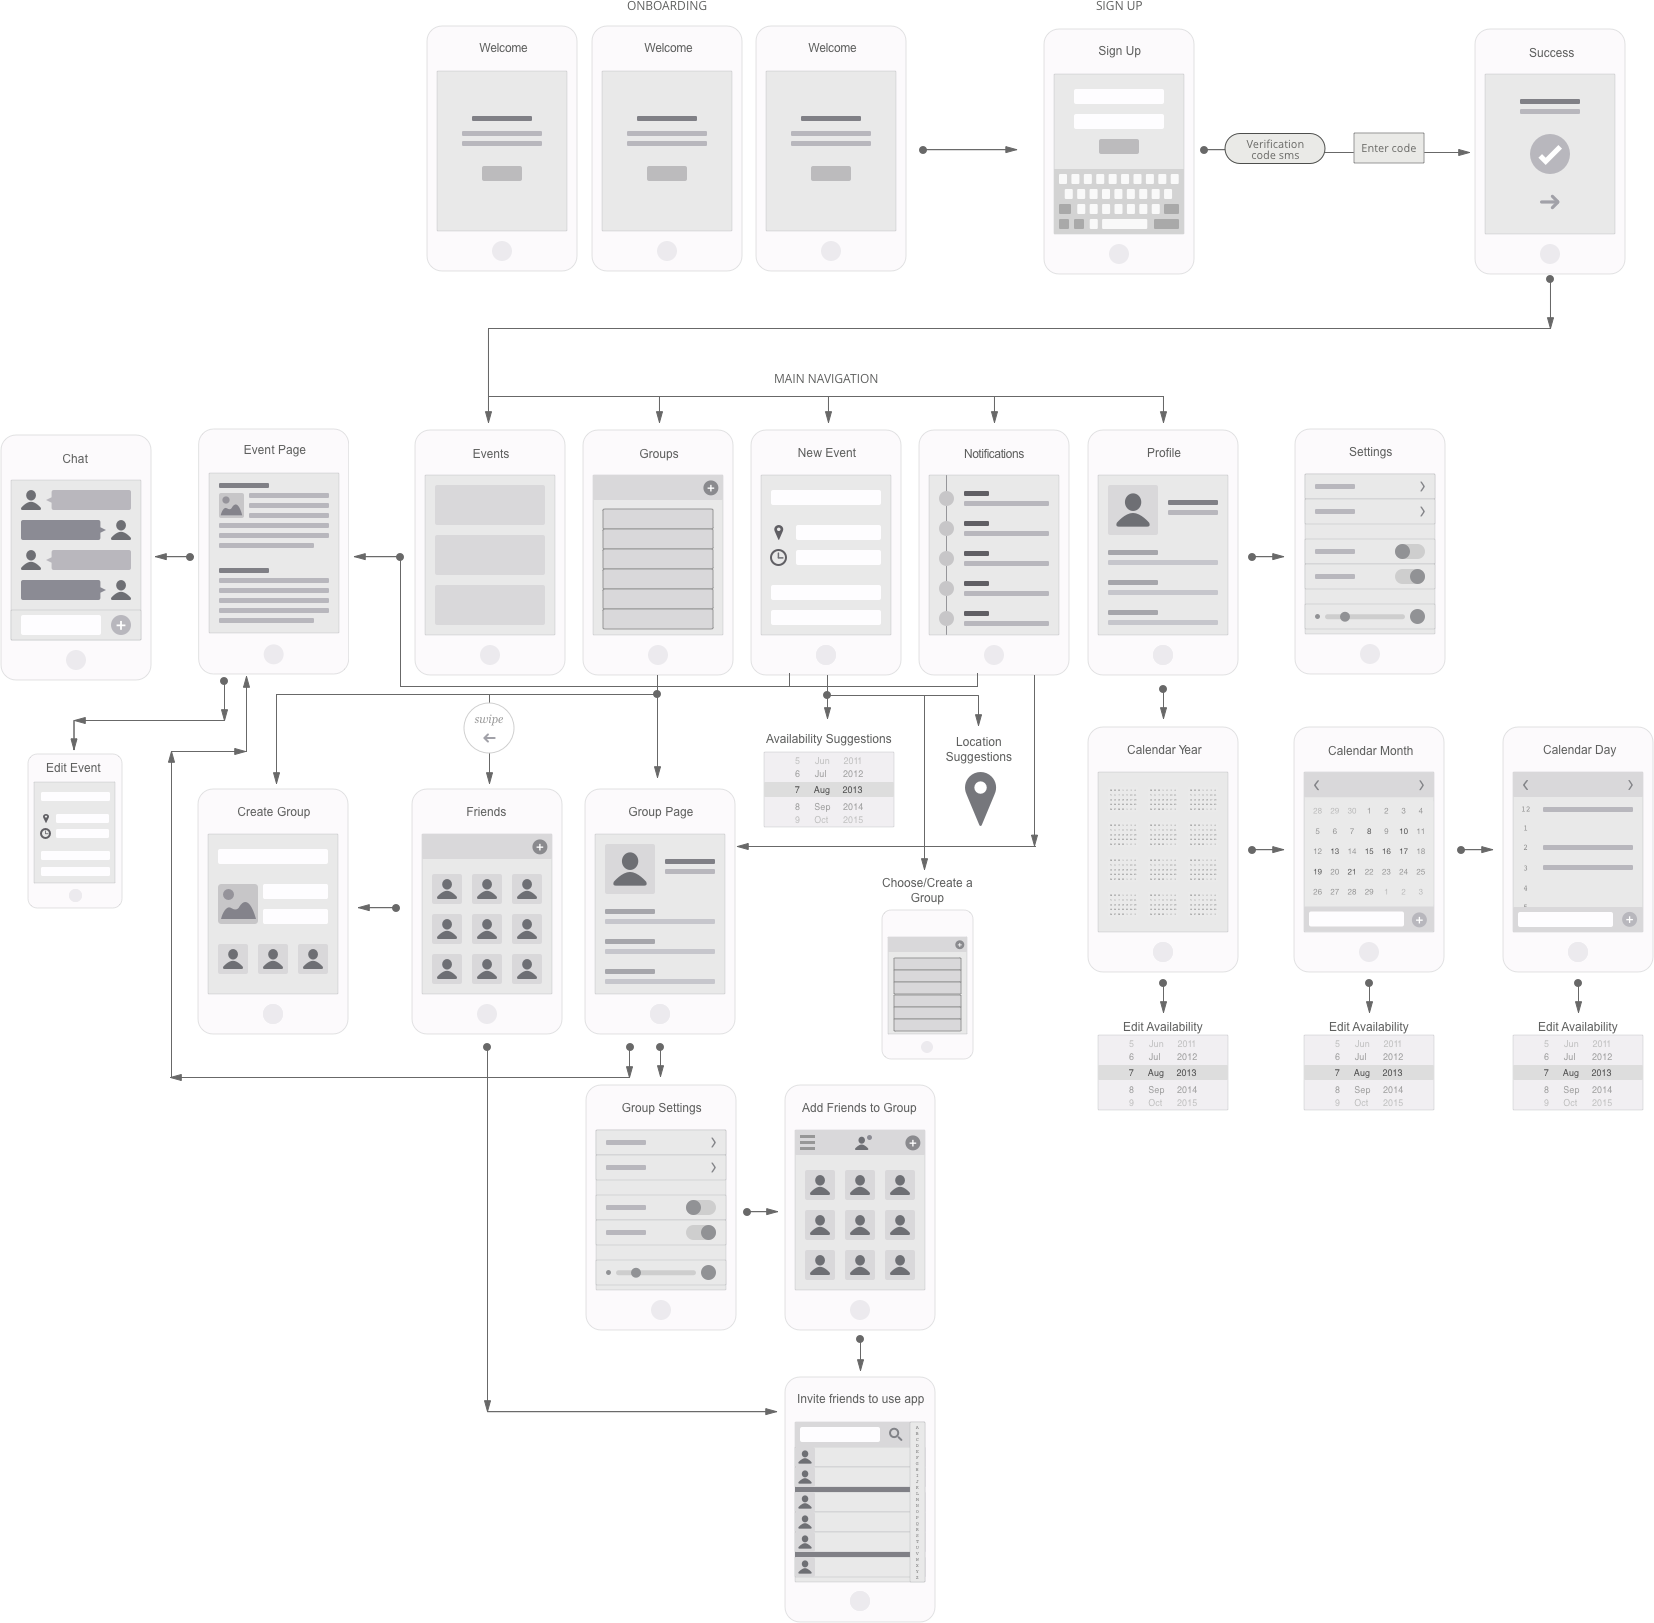 ONBOARDING
SIGN UP
Welcome
Welcome
Welcome
Sign Up
Success
Verification
code sms
Enter code
MAIN NAVIGATION
Chat
Event Page
Events
Groups
New Event
Notifications
Profile
Settings
swipe
Edit Event
Availability Suggestions
5 Jun 2011
6 Jul 2012
7 Aug 2013
8 Sep 2014
9 Oct 2015
Location
Suggestions
Calendar Year
Calendar Month
28 29 30 1 2 3 4
5 6 7 8 9 10 11
12 13 14 15 16 17 18
19 20 21 22 23 24 25
26 27 28 29 1 2 3
Calendar Day
12
1
2
3
4
Create Group
Friends
Group Page
Choose/Create a
Group
Edit Availability
5 Jun 2011
6 Jul 2012
7 Aug 2013
8 Sep 2014
9 Oct 2015
Edit Availability
5 Jun 2011
6 Jul 2012
7 Aug 2013
8 Sep 2014
9 Oct 2015
Edit Availability
5 Jun 2011
6 Jul 2012
7 Aug 2013
8 Sep 2014
9 Oct 2015
Group Settings
Add Friends to Group
Invite friends to use app